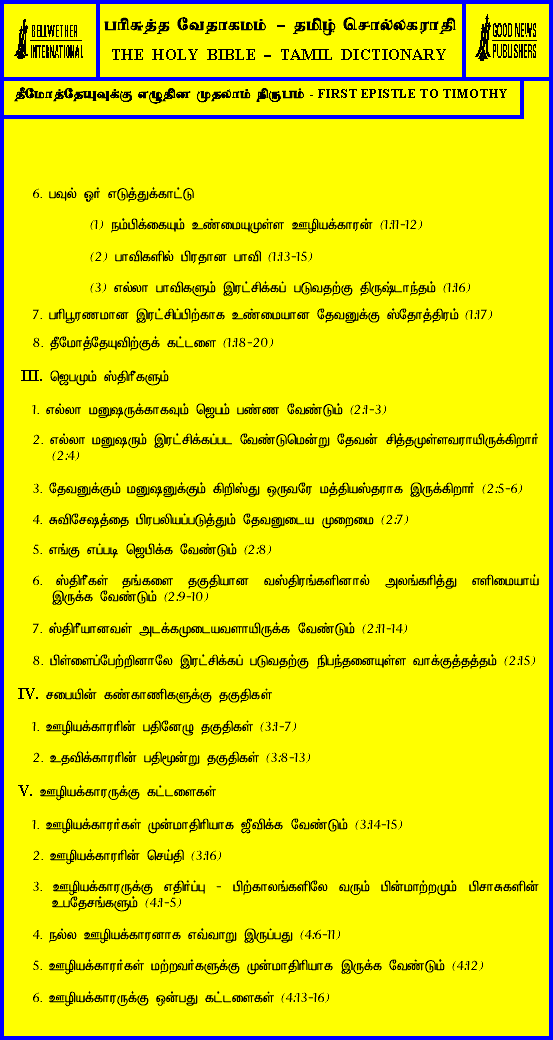 BELLWETHER
INTERNATIONAL
பரிசுத்த வேதாகமம் – தமிழ் சொல்லகராதி
THE HOLY BIBLE – TAMIL DICTIONARY
GOOD NEWS
PUBLISHERS
தீமோத்தேயுவுக்கு எழுதின முதலாம் நிருபம் - FIRST EPISTLE TO TIMOTHY
6. பவுல் ஓர் எடுத்துக்காட்டு
(1) நம்பிக்கையும் உண்மையுமுள்ள ஊழியக்காரன் (1:11-12)
(2) பாவிகளில் பிரதான பாவி (1:13-15)
(3) எல்லா பாவிகளும் இரட்சிக்கப் படுவதற்கு திருஷ்டாந்தம் (1:16)
7. பரிபூரணமான இரட்சிப்பிற்காக உண்மையான தேவனுக்கு ஸ்தோத்திரம் (1:17)
8. தீமோத்தேயுவிற்குக் கட்டளை (1:18-20)
III. ஜெபமும் ஸ்திரீகளும்
1. எல்லா மனுஷருக்காகவும் ஜெபம் பண்ண வேண்டும் (2:1-3)
2. எல்லா மனுஷரும் இரட்சிக்கப்பட வேண்டுமென்று தேவன் சித்தமுள்ளவராயிருக்கிறார்
(2:4)
3. தேவனுக்கும் மனுஷனுக்கும் கிறிஸ்து ஒருவரே மத்தியஸ்தராக இருக்கிறார் (2:5-6)
4. சுவிசேஷத்தை பிரபலியப்படுத்தும் தேவனுடைய முறைமை (2:7)
5. எங்கு எப்படி ஜெபிக்க வேண்டும் (2:8)
6. ஸ்திரீகள் தங்களை தகுதியான வஸ்திரங்களினால் அலங்கரித்து எளிமையாய்
இருக்க வேண்டும் (2:9-10)
7. ஸ்திரீயானவள் அடக்கமுடையவளாயிருக்க வேண்டும் (2:11-14)
8. பிள்ளைப்பேற்றினாலே இரட்சிக்கப் படுவதற்கு நிபந்தனையுள்ள வாக்குத்தத்தம் (2:15)
IV. சபையின் கண்காணிகளுக்கு தகுதிகள்
1. ஊழியக்காரரின் பதினேழு தகுதிகள் (3:1-7)
2. உதவிக்காரரின் பதிமூன்று தகுதிகள் (3:8-13)
V. ஊழியக்காரருக்கு கட்டளைகள்
1. ஊழியக்காரர்கள் முன்மாதிரியாக ஜீவிக்க வேண்டும் (3:14-15)
2. ஊழியக்காரரின் செய்தி (3:16)
3. ஊழியக்காரருக்கு எதிர்ப்பு - பிற்காலங்களிலே வரும் பின்மாற்றமும் பிசாசுகளின்
உபதேசங்களும் (4:1-5)
4. நல்ல ஊழியக்காரனாக எவ்வாறு இருப்பது (4:6-11)
5. ஊழியக்காரர்கள் மற்றவர்களுக்கு முன்மாதிரியாக இருக்க வேண்டும் (4:12)
6. ஊழியக்காரருக்கு ஒன்பது கட்டளைகள் (4:13-16)